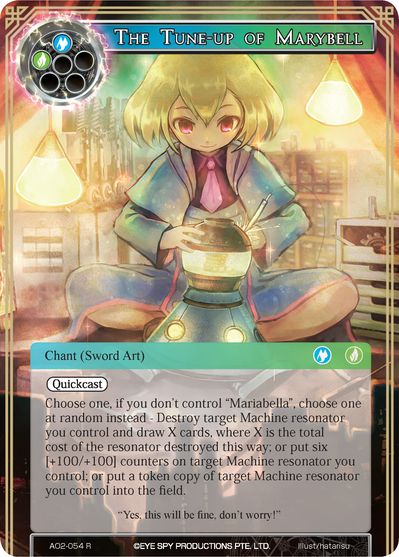 The Tune-up of Marybell
Chant (Sword Art)
Quickcast
Choose one, if you don't control “Mariabella”, choose one
at random instead - Destroy target Machine resonator
you control and draw X cards, where X is the total
cost of the resonator destroyed this way; or put six
[+100/+100] counters on target Machine resonator you
control; or put a token copy of target Machine resonator
you control into the field.
“Yes, this will be fine, don't worry!”
A02-054 R
©EYE SPY PRODUCTIONS PTE. LTD.
Illust/hatarisu